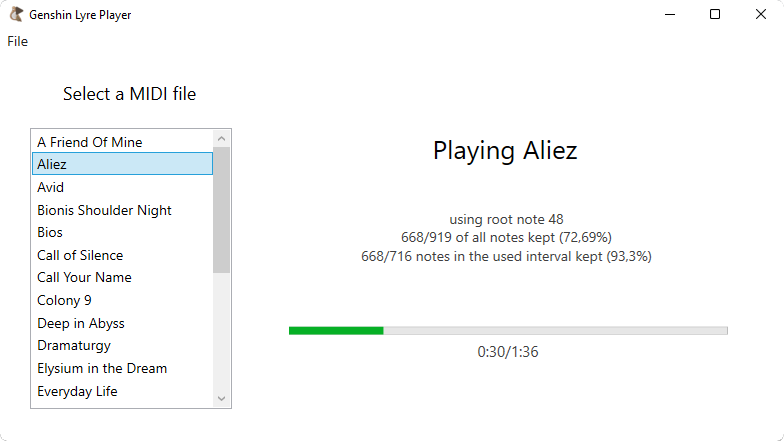 Genshin Lyre Player
File
Select a MIDI file
A Friend Of Mine
Aliez
Avid
Bionis Shoulder Night
Bios
Call of Silence
Call Your Name
Colony 9
Deep in Abyss
Dramaturgy
Elysium in the Dream
Everyday Life
Playing Aliez
using root note 48
668/919 of all notes kept (72,69%)
668/716 notes in the used interval kept (93,3%)
0:30/1:36